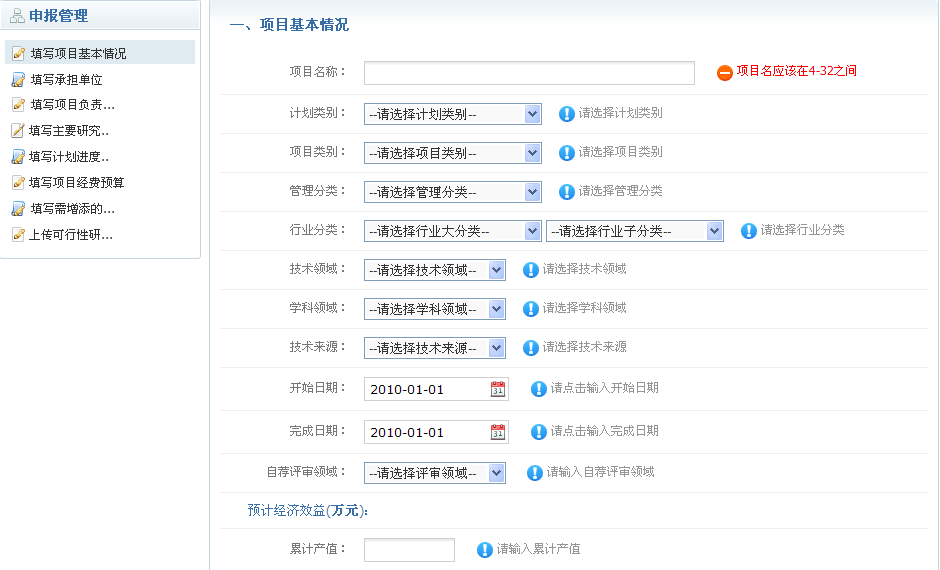 申报管理
填写项目基本情况
填写承担单位
填写项目负责...
填写主要研究..
填写计划进度..
填写项目经费预算
填写需增添的...
上传可行性研...
一、项目基本情况
项目名称： 项目名应该在4-32之间
计划类别： --请选择计划类别-- 请选择计划类别
项目类别： --请选择项目类别-- 请选择项目类别
管理分类： --请选择管理分类-- 请选择管理分类
行业分类： --请选择行业大分类-- --请选择行业子分类-- 请选择行业分类
技术领域： --请选择技术领域-- 请选择技术领域
学科领域： --请选择学科领域-- 请选择学科领域
技术来源： --请选择技术来源-- 请选择技术来源
开始日期： 2010-01-01 31 请点击输入开始日期
完成日期： 2010-01-01 31 请点击输入完成日期
自荐评审领域： --请选择评审领域-- 请输入自荐评审领域
预计经济效益(万元)：
累计产值： 请输入累计产值